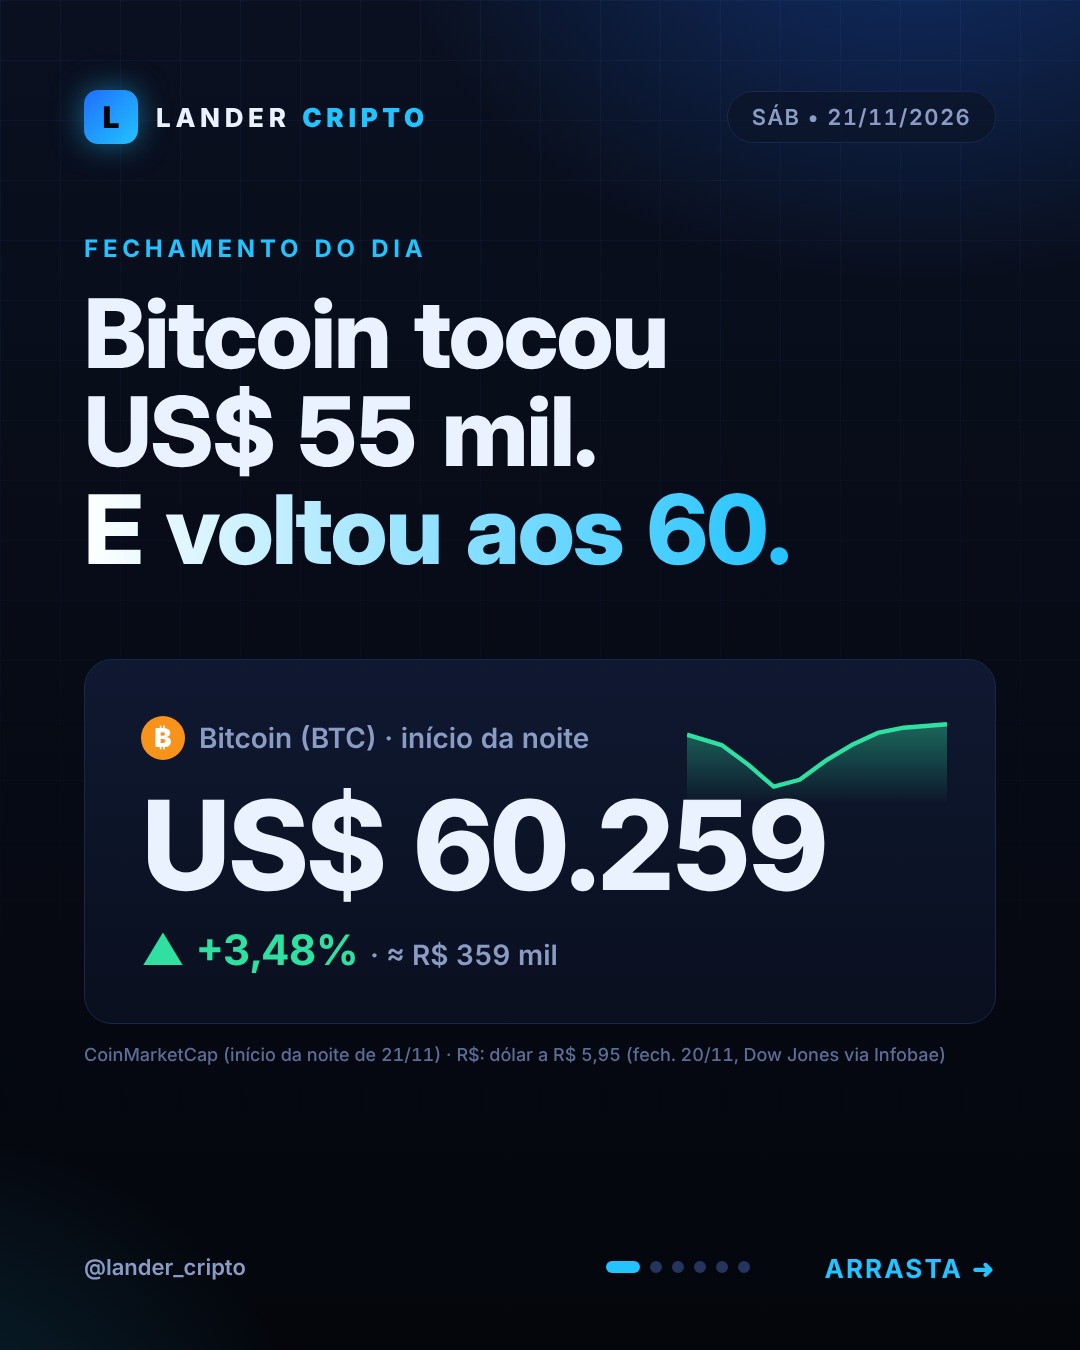 L LANDER CRIPTO
SÁB • 21/11/2026
FECHAMENTO DO DIA
Bitcoin tocou
US$ 55 mil.
E voltou aos 60.
₿ Bitcoin (BTC) · início da noite
US$ 60.259
▲ +3,48% · ≈ R$ 359 mil
CoinMarketCap (início da noite de 21/11) · R$: dólar a R$ 5,95 (fech. 20/11, Dow Jones via Infobae)
@lander_cripto
ARRASTA ➜